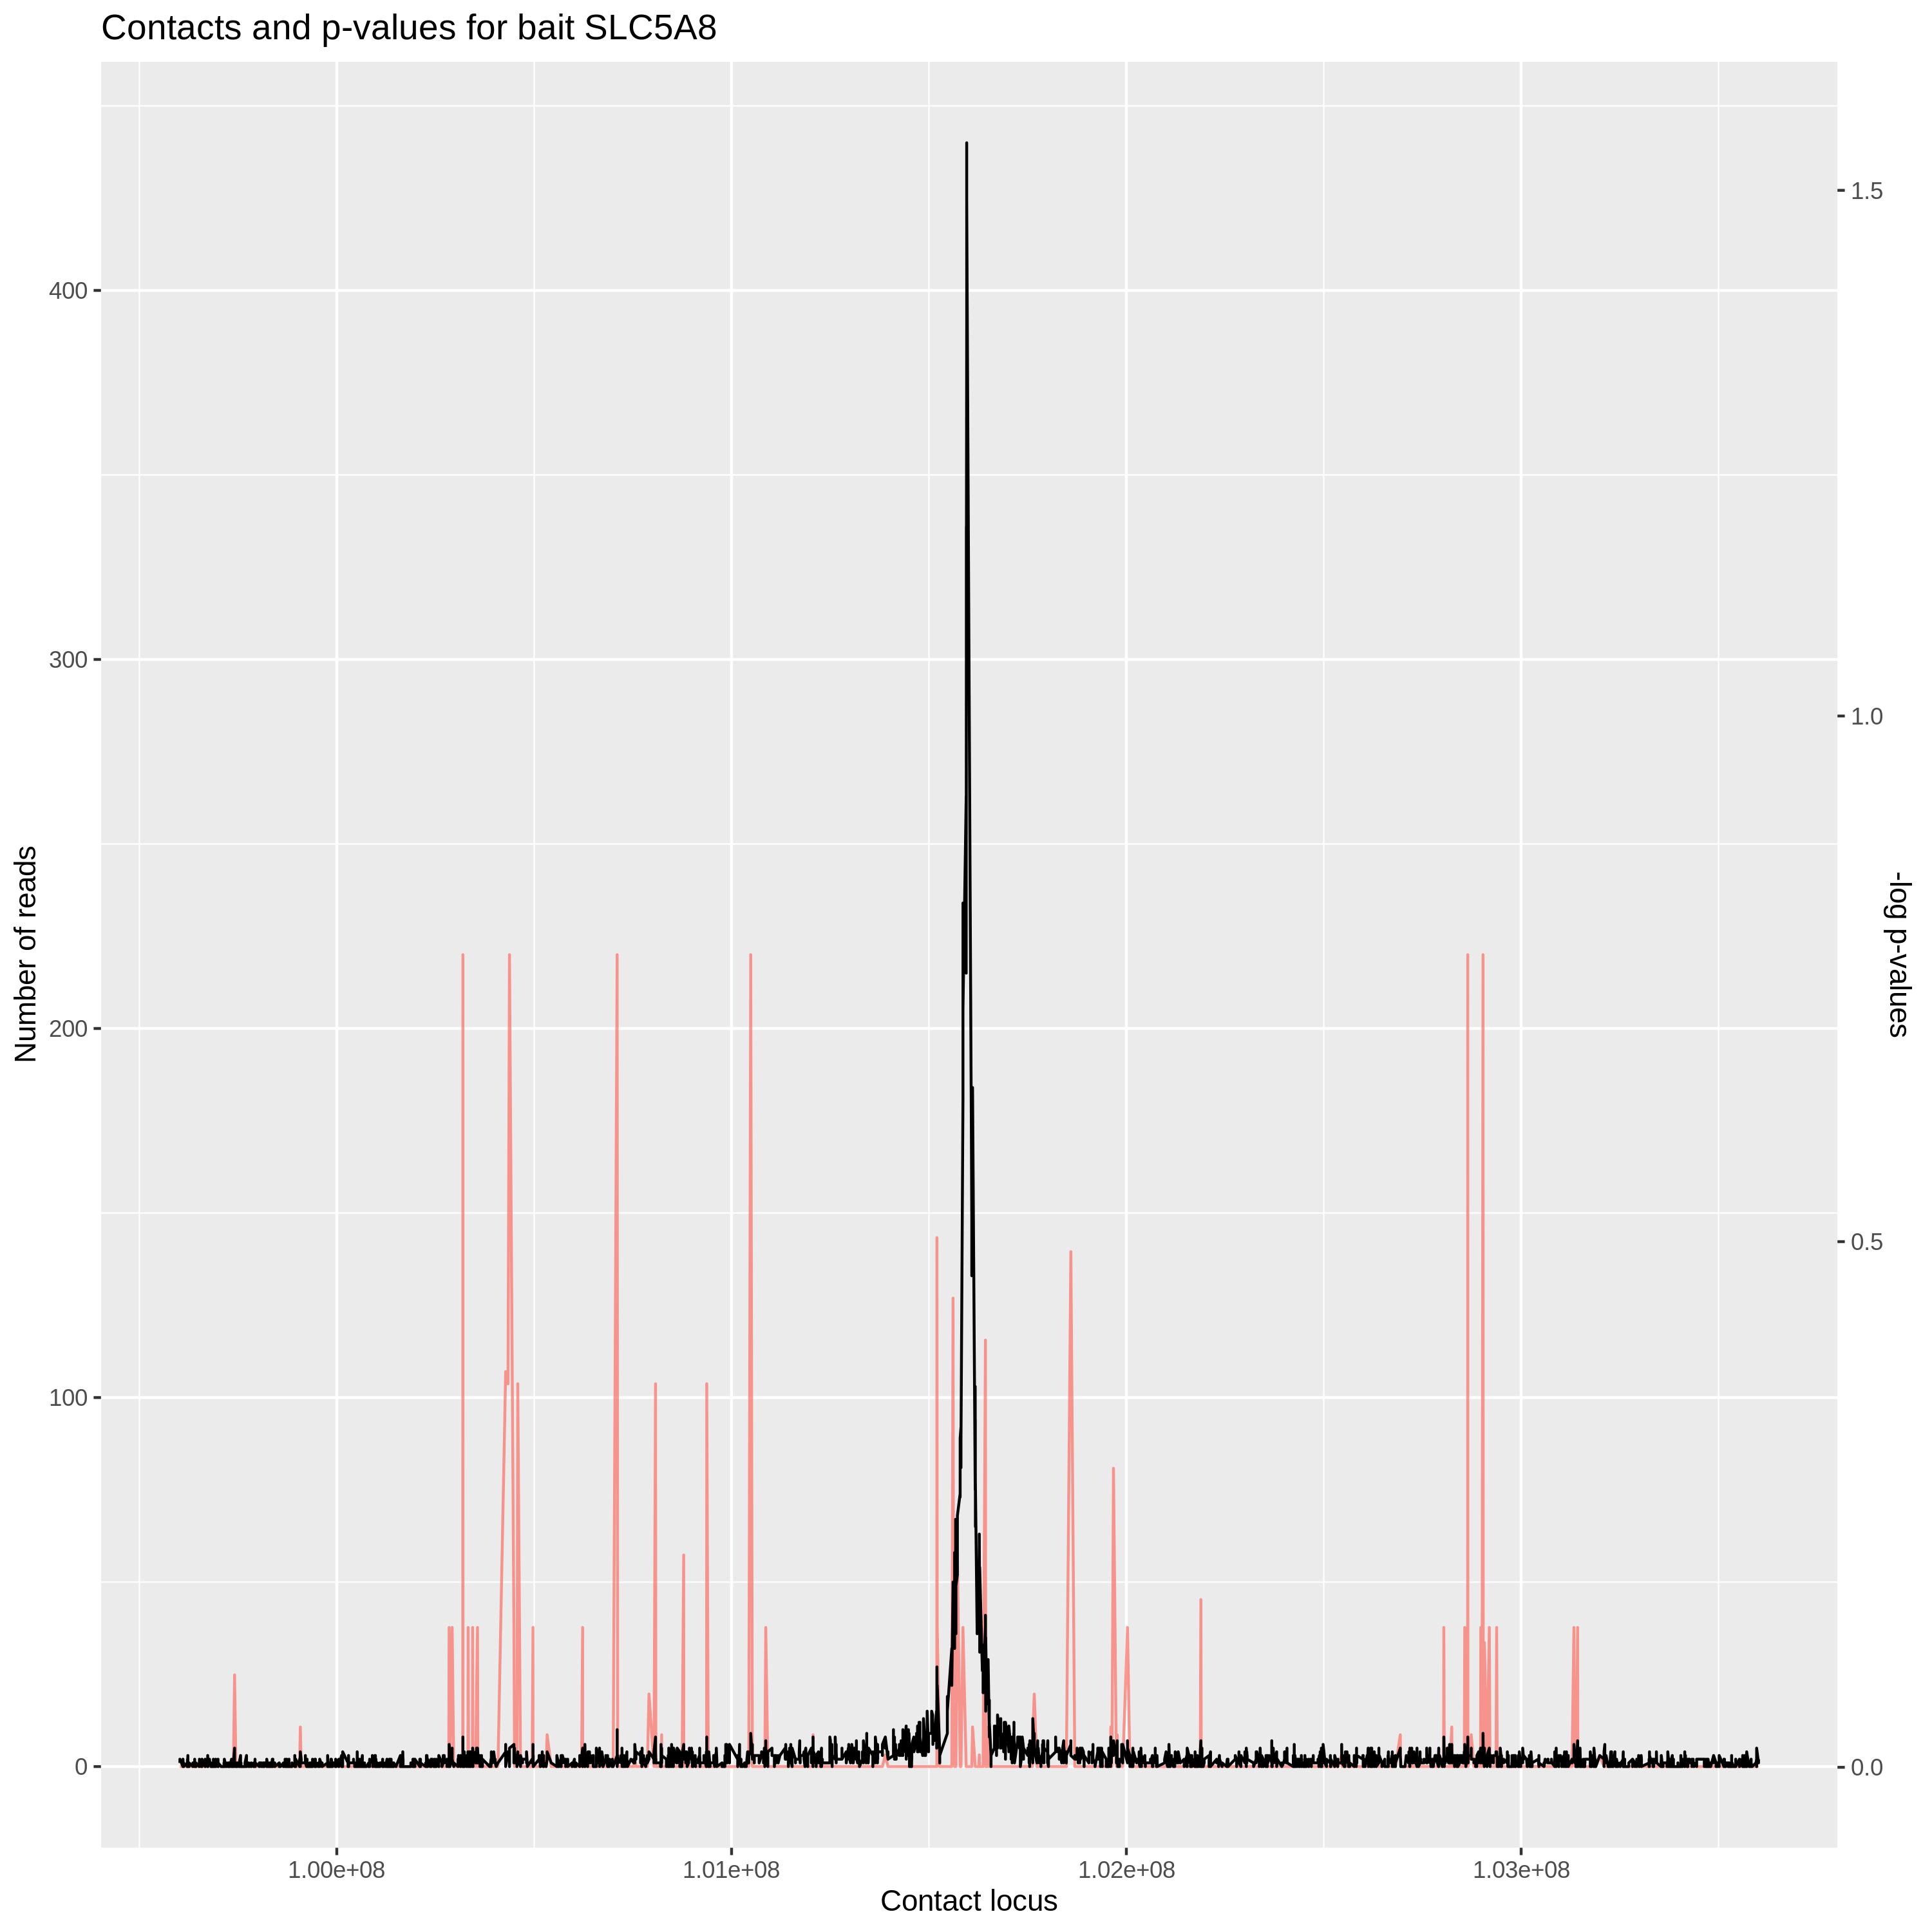 Contacts and p-values for bait SLC5A8
400
300
200
100
0
Number of reads
1.5
1.0
0.5
0.0
-log p-values
1.00e+08
1.01e+08
1.02e+08
1.03e+08
Contact locus